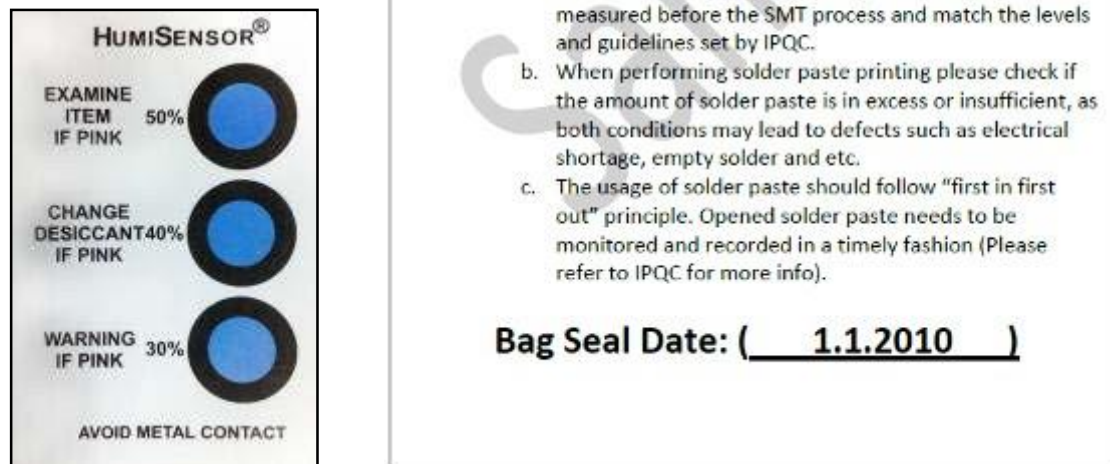 HUMISENSOR®
EXAMINE
ITEM 50%
IF PINK
CHANGE
DESICCANT 40%
IF PINK
WARNING 30%
IF PINK
AVOID METAL CONTACT
measured before the SMT process and match the levels
and guidelines set by IPQC.
b. When performing solder paste printing please check if
the amount of solder paste is in excess or insufficient, as
both conditions may lead to defects such as electrical
shortage, empty solder and etc.
c. The usage of solder paste should follow “first in first
out” principle. Opened solder paste needs to be
monitored and recorded in a timely fashion (Please
refer to IPQC for more info).
Bag Seal Date: ( 1.1.2010 )